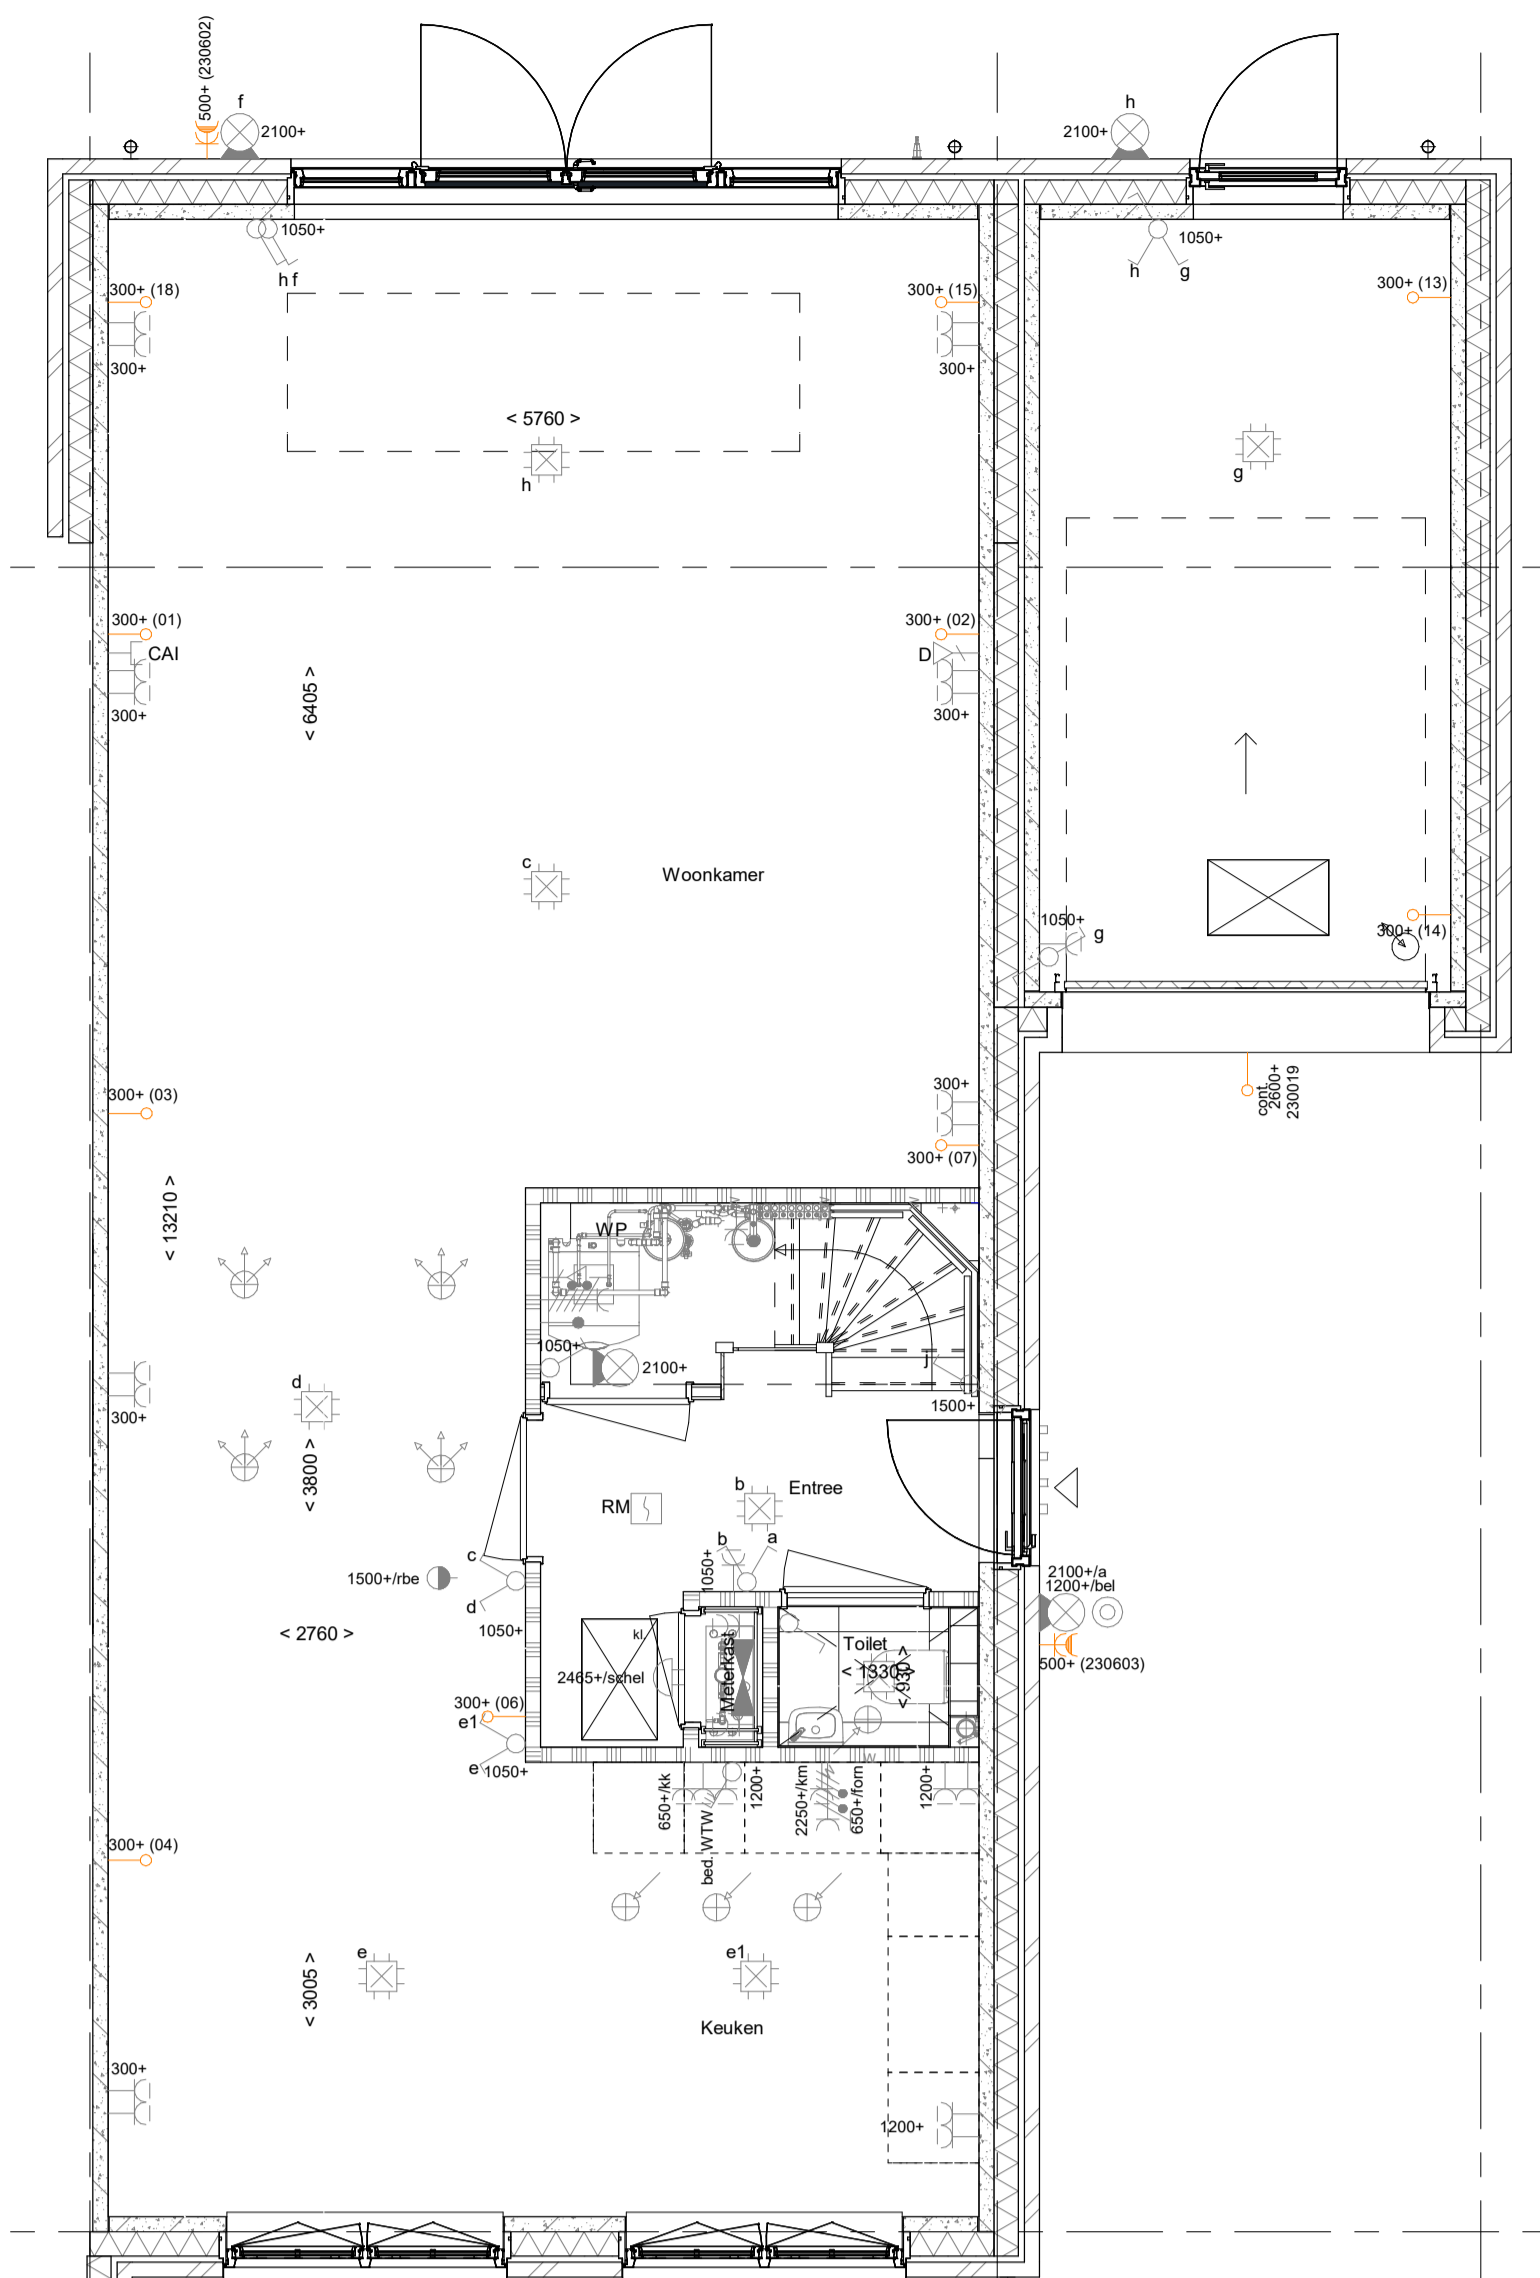 500+ (230602)
f
2100+
h
2100+
1050+
h f
1050+
h
g
300+ (18)
300+ (15)
300+ (13)
300+
300+
< 5760 >
h
g
300+ (01)
CAI
300+
300+ (02)
D
300+
< 6405 >
c
Woonkamer
1050+
g
300+ (14)
300+ (03)
300+
300+ (07)
cont.
2600+
230019
< 13210 >
WP
1050+
2100+
j
1500+
d
300+
< 3800 >
RM
b
Entree
b
a
1050+
c
d
1500+/rbe
1050+
2100+/a
1200+/bel
500+ (230603)
< 2760 >
kl.
2465+/schel
Meterkast
Toilet
< 1330 >
< 930 >
300+ (06)
e1
e
1050+
650+/kk
bed. WTW
1200+
2250+/km
650+/forn
1200+
300+ (04)
e
e1
< 3005 >
Keuken
300+
1200+